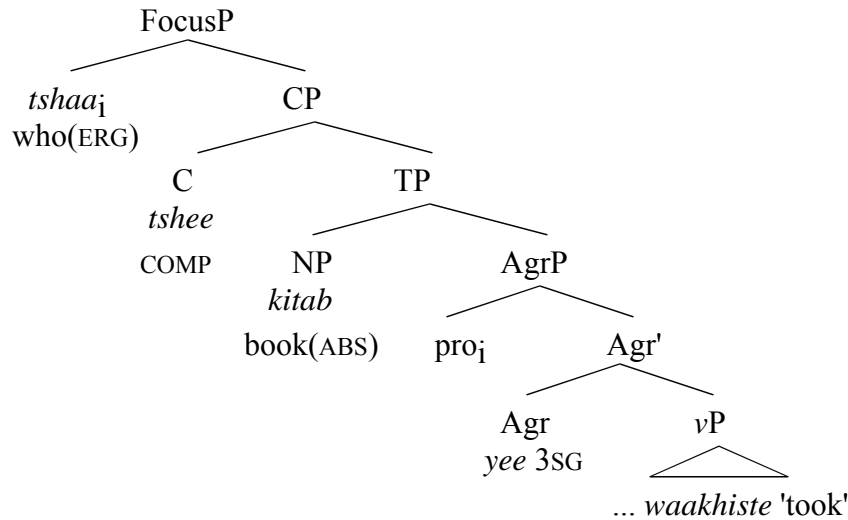 FocusP
tshaai CP
who(ERG)
C TP
tshee
COMP NP AgrP
kitab
book(ABS) proi Agr'
Agr vP
yee 3SG
... waakhiste 'took'